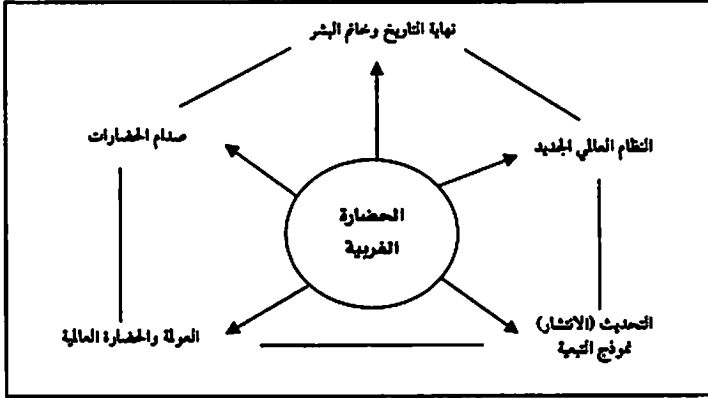 نهاية التاريخ وخاتم البشر
صدام الحضارات
النظام العالمي الجديد
الحضارة
الغربية
العولمة والحضارة العالمية
التحديث (الانتشار)
نموذج التبعية